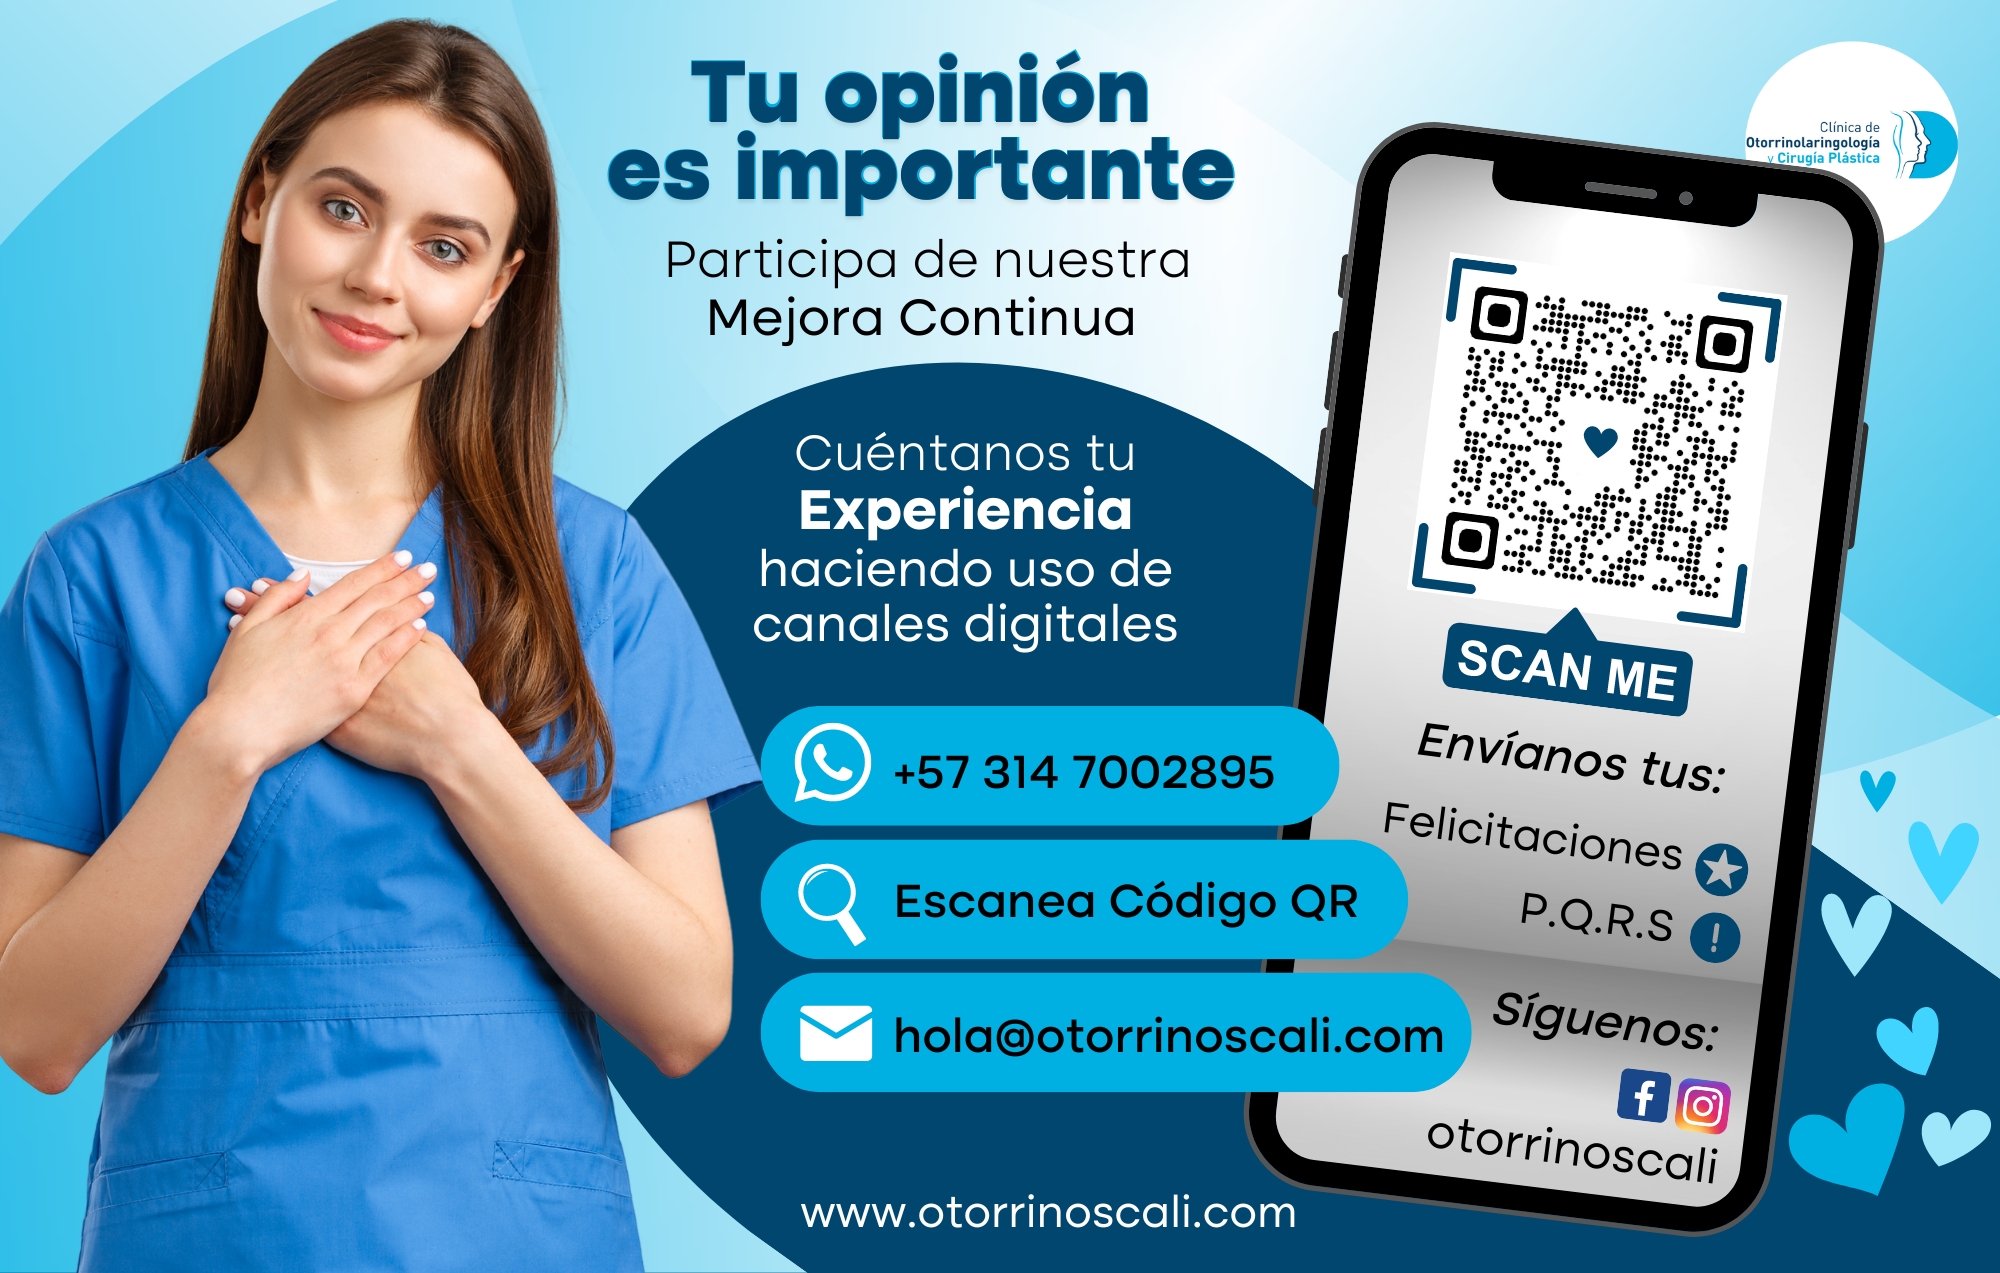 Tu opinión
es importante
Participa de nuestra
Mejora Continua
Clínica de
Otorrinolaringología
y Cirugía Plástica
Cuéntanos tu
Experiencia
haciendo uso de
canales digitales
+57 314 7002895
Escanea Código QR
hola@otorrinoscali.com
www.otorrinoscali.com
SCAN ME
Envíanos tus:
Felicitaciones
P.Q.R.S
Síguenos:
otorrinoscali